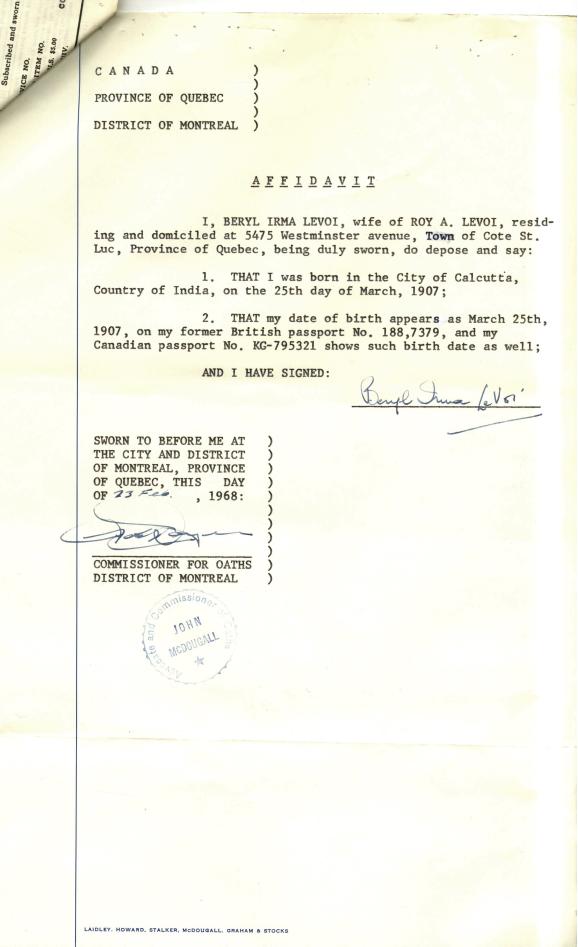 Subscribed and sworn
ICE NO.
ITEM NO.
LS. $5.00
IV.
CO
CANADA )
)
PROVINCE OF QUEBEC )
)
DISTRICT OF MONTREAL )
AFFIDAVIT
I, BERYL IRMA LEVOI, wife of ROY A. LEVOI, resid-
ing and domiciled at 5475 Westminster avenue, Town of Cote St.
Luc, Province of Quebec, being duly sworn, do depose and say:
1. THAT I was born in the City of Calcutta,
Country of India, on the 25th day of March, 1907;
2. THAT my date of birth appears as March 25th,
1907, on my former British passport No. 188,7379, and my
Canadian passport No. KG-795321 shows such birth date as well;
AND I HAVE SIGNED:
Beryl Irma LeVoi
SWORN TO BEFORE ME AT )
THE CITY AND DISTRICT )
OF MONTREAL, PROVINCE )
OF QUEBEC, THIS DAY )
OF 23 Feb. , 1968: )
)
)
)
)
COMMISSIONER FOR OATHS )
DISTRICT OF MONTREAL )
Advocate and Commissioner of Oaths
JOHN
MCDOUGALL
LAIDLEY, HOWARD, STALKER, McDOUGALL, GRAHAM & STOCKS